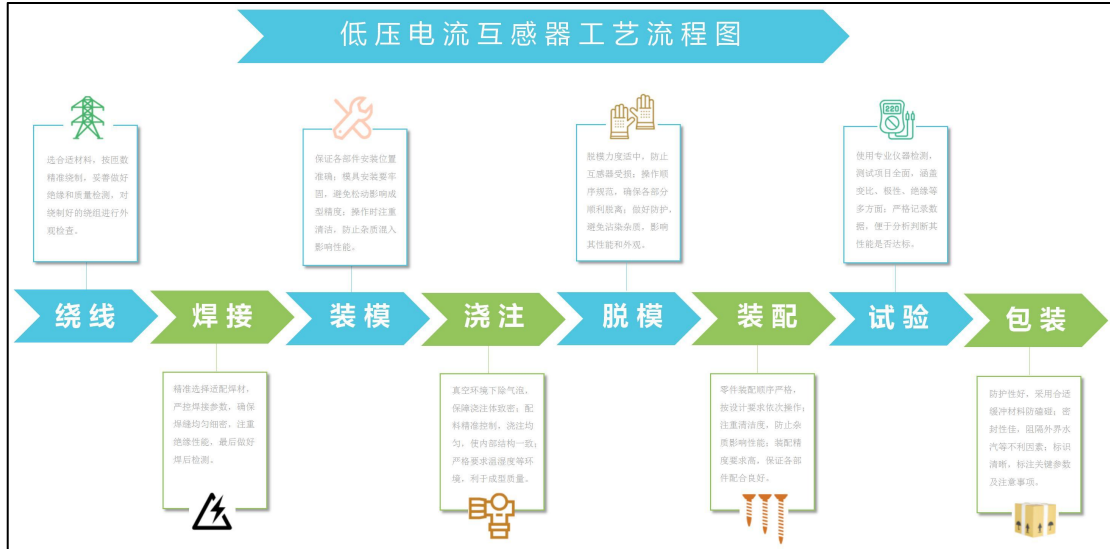 低压电流互感器工艺流程图
选合适材料，按匝数
精准绕制，妥善做好
绝缘和质量检测，对
绕制好的绕组进行外
观检查。
保证各部件安装位置
准确；模具安装要牢
固，避免松动影响成
型精度；操作时注重
清洁，防止杂质混入
影响性能。
脱模力度适中，防止
互感器受损；操作顺
序规范，确保各部分
顺利脱离；做好防护，
避免沾染杂质，影响
其性能和外观。
220
使用专业仪器检测，
测试项目全面，涵盖
变比、极性、绝缘等
多方面；严格记录数
据，便于分析判断其
性能是否达标。
绕线
焊接
装模
浇注
脱模
装配
试验
包装
精准选择适配焊材，
严控焊接参数，确保
焊缝均匀细密，注重
绝缘性能，最后做好
焊后检测。
真空环境下除气泡，
保障浇注体致密；配
料精准控制，浇注均
匀，使内部结构一致；
严格要求温湿度等环
境，利于成型质量。
零件装配顺序严格，
按设计要求依次操作；
注重清洁度，防止杂
质影响性能；装配精
度要求高，保证各部
件配合良好。
防护性好，采用合适
缓冲材料防磕碰；密
封性佳，阻隔外界水
汽等不利因素；标识
清晰，标注关键参数
及注意事项。